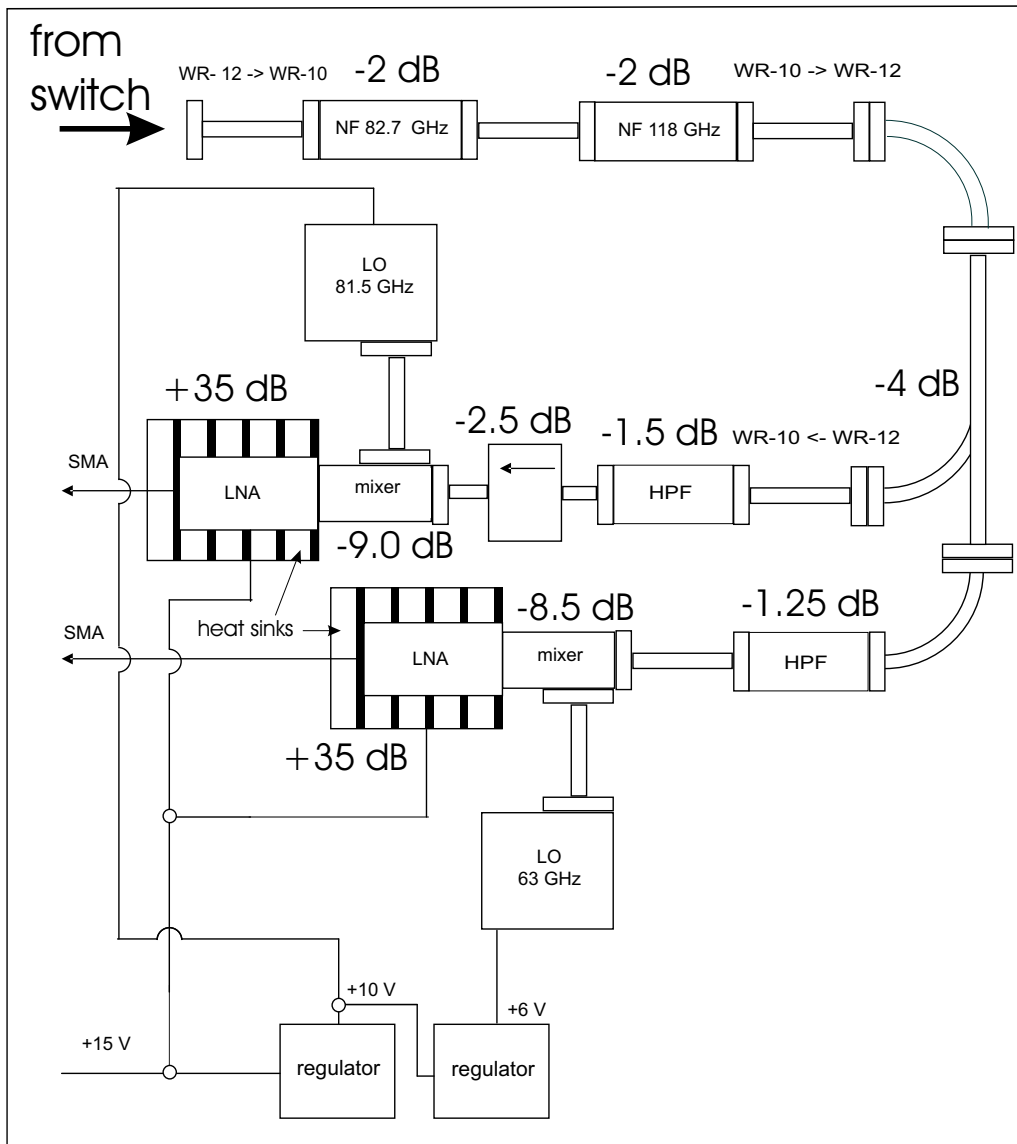 from
switch
WR- 12 -> WR-10
-2 dB
-2 dB
WR-10 -> WR-12
NF 82.7 GHz
NF 118 GHz
LO
81.5 GHz
+35 dB
-4 dB
-2.5 dB
-1.5 dB
WR-10 <- WR-12
SMA
LNA
mixer
HPF
-9.0 dB
-8.5 dB
-1.25 dB
SMA
heat sinks
LNA
mixer
HPF
+35 dB
LO
63 GHz
+10 V
+6 V
+15 V
regulator
regulator